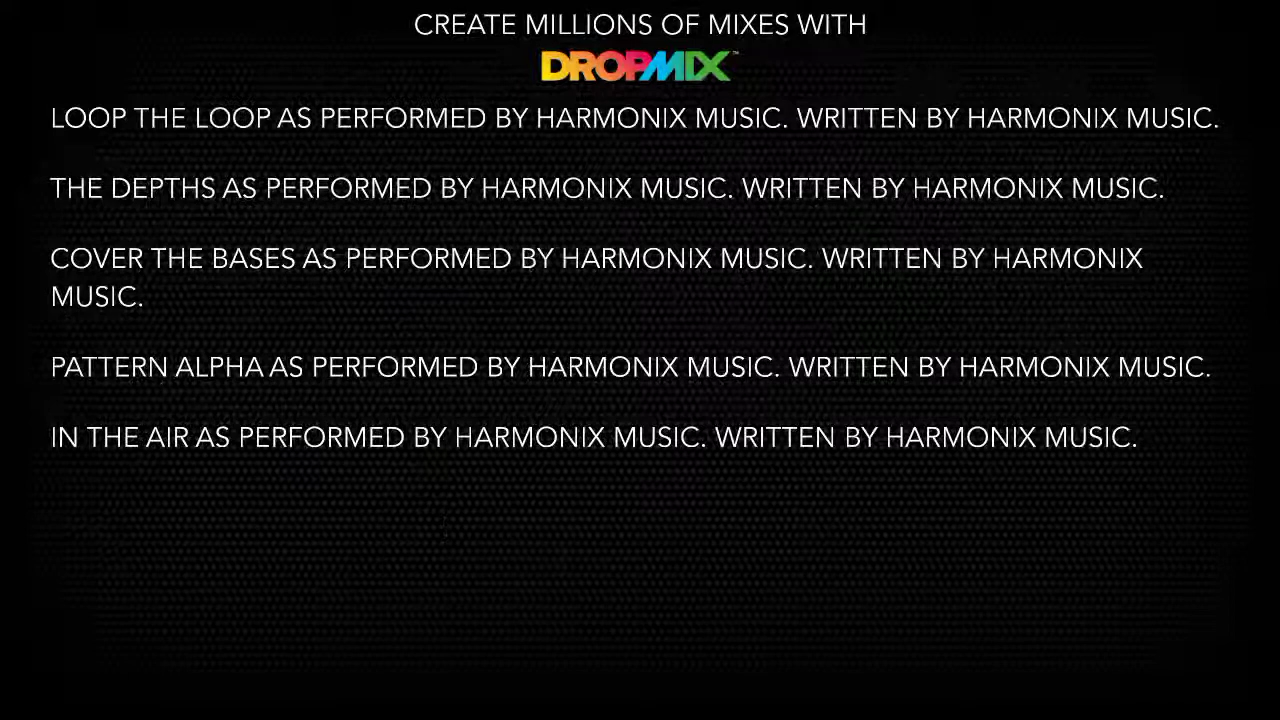 CREATE MILLIONS OF MIXES WITH
DROPMIX™
LOOP THE LOOP AS PERFORMED BY HARMONIX MUSIC. WRITTEN BY HARMONIX MUSIC.
THE DEPTHS AS PERFORMED BY HARMONIX MUSIC. WRITTEN BY HARMONIX MUSIC.
COVER THE BASES AS PERFORMED BY HARMONIX MUSIC. WRITTEN BY HARMONIX
MUSIC.
PATTERN ALPHA AS PERFORMED BY HARMONIX MUSIC. WRITTEN BY HARMONIX MUSIC.
IN THE AIR AS PERFORMED BY HARMONIX MUSIC. WRITTEN BY HARMONIX MUSIC.